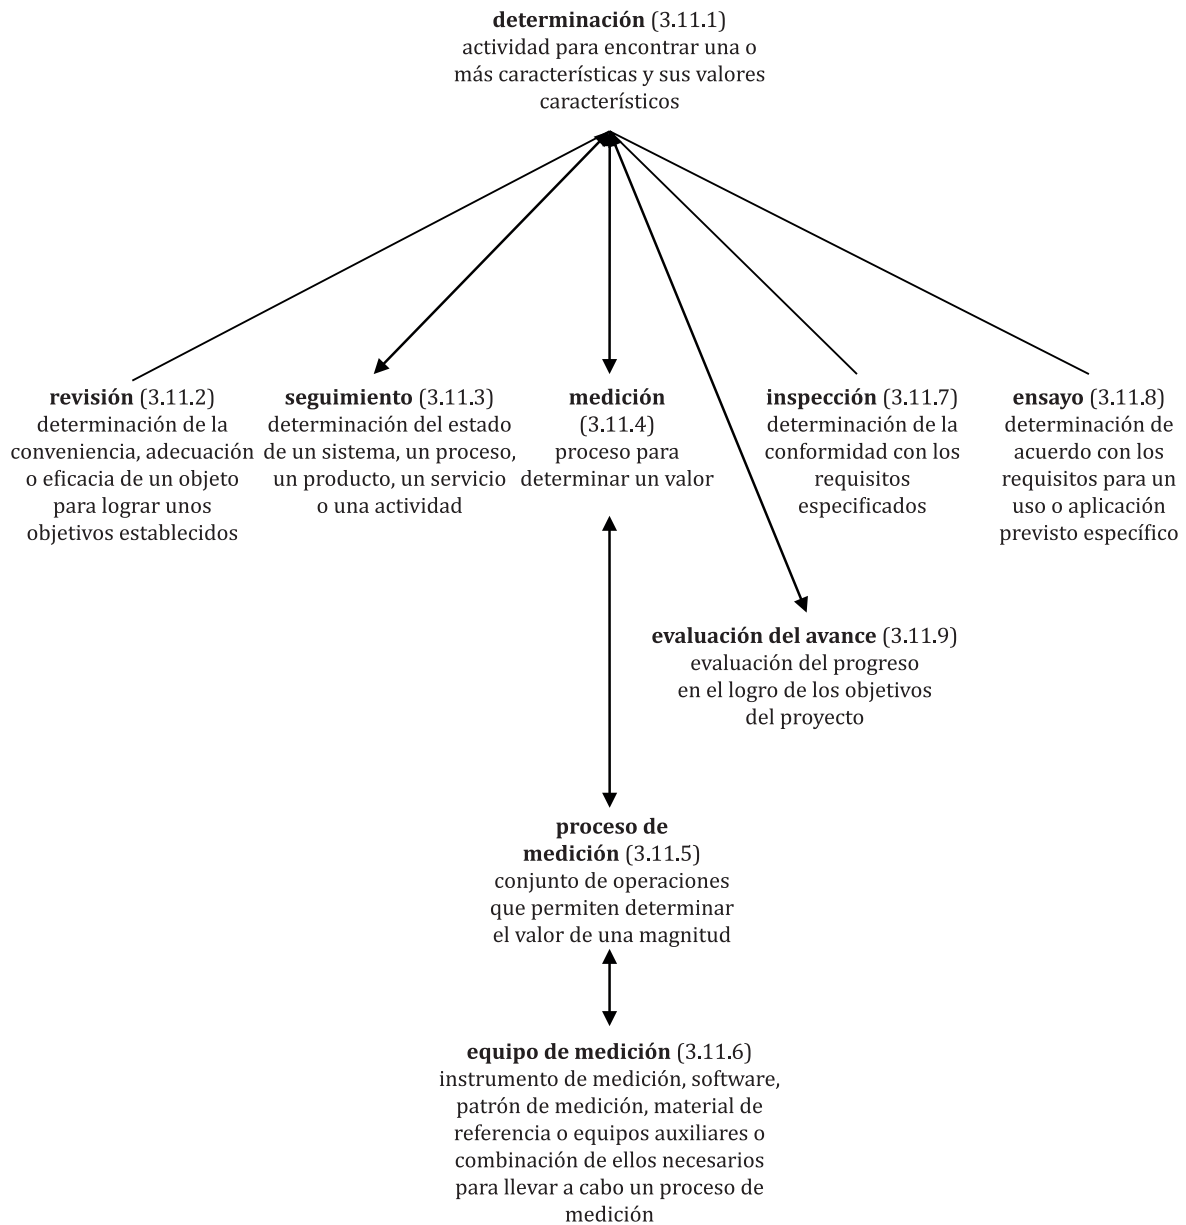 determinación (3.11.1)
actividad para encontrar una o
más características y sus valores
característicos
revisión (3.11.2)
determinación de la
conveniencia, adecuación
o eficacia de un objeto
para lograr unos
objetivos establecidos
seguimiento (3.11.3)
determinación del estado
de un sistema, un proceso,
un producto, un servicio
o una actividad
medición
(3.11.4)
proceso para
determinar un valor
inspección (3.11.7)
determinación de la
conformidad con los
requisitos
especificados
ensayo (3.11.8)
determinación de
acuerdo con los
requisitos para un
uso o aplicación
previsto específico
evaluación del avance (3.11.9)
evaluación del progreso
en el logro de los objetivos
del proyecto
proceso de
medición (3.11.5)
conjunto de operaciones
que permiten determinar
el valor de una magnitud
equipo de medición (3.11.6)
instrumento de medición, software,
patrón de medición, material de
referencia o equipos auxiliares o
combinación de ellos necesarios
para llevar a cabo un proceso de
medición